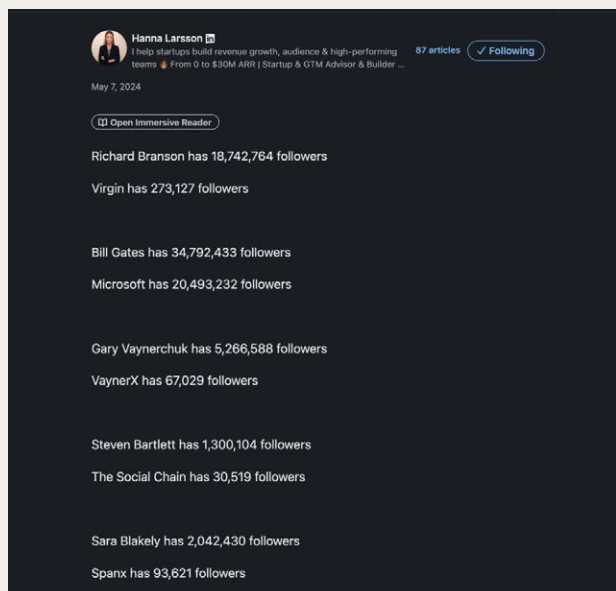 Hanna Larsson in
I help startups build revenue growth, audience & high-performing
teams 🔥 From 0 to $30M ARR | Startup & GTM Advisor & Builder ...
87 articles
✓ Following
May 7, 2024
Open Immersive Reader
Richard Branson has 18,742,764 followers
Virgin has 273,127 followers
Bill Gates has 34,792,433 followers
Microsoft has 20,493,232 followers
Gary Vaynerchuk has 5,266,588 followers
VaynerX has 67,029 followers
Steven Bartlett has 1,300,104 followers
The Social Chain has 30,519 followers
Sara Blakely has 2,042,430 followers
Spanx has 93,621 followers